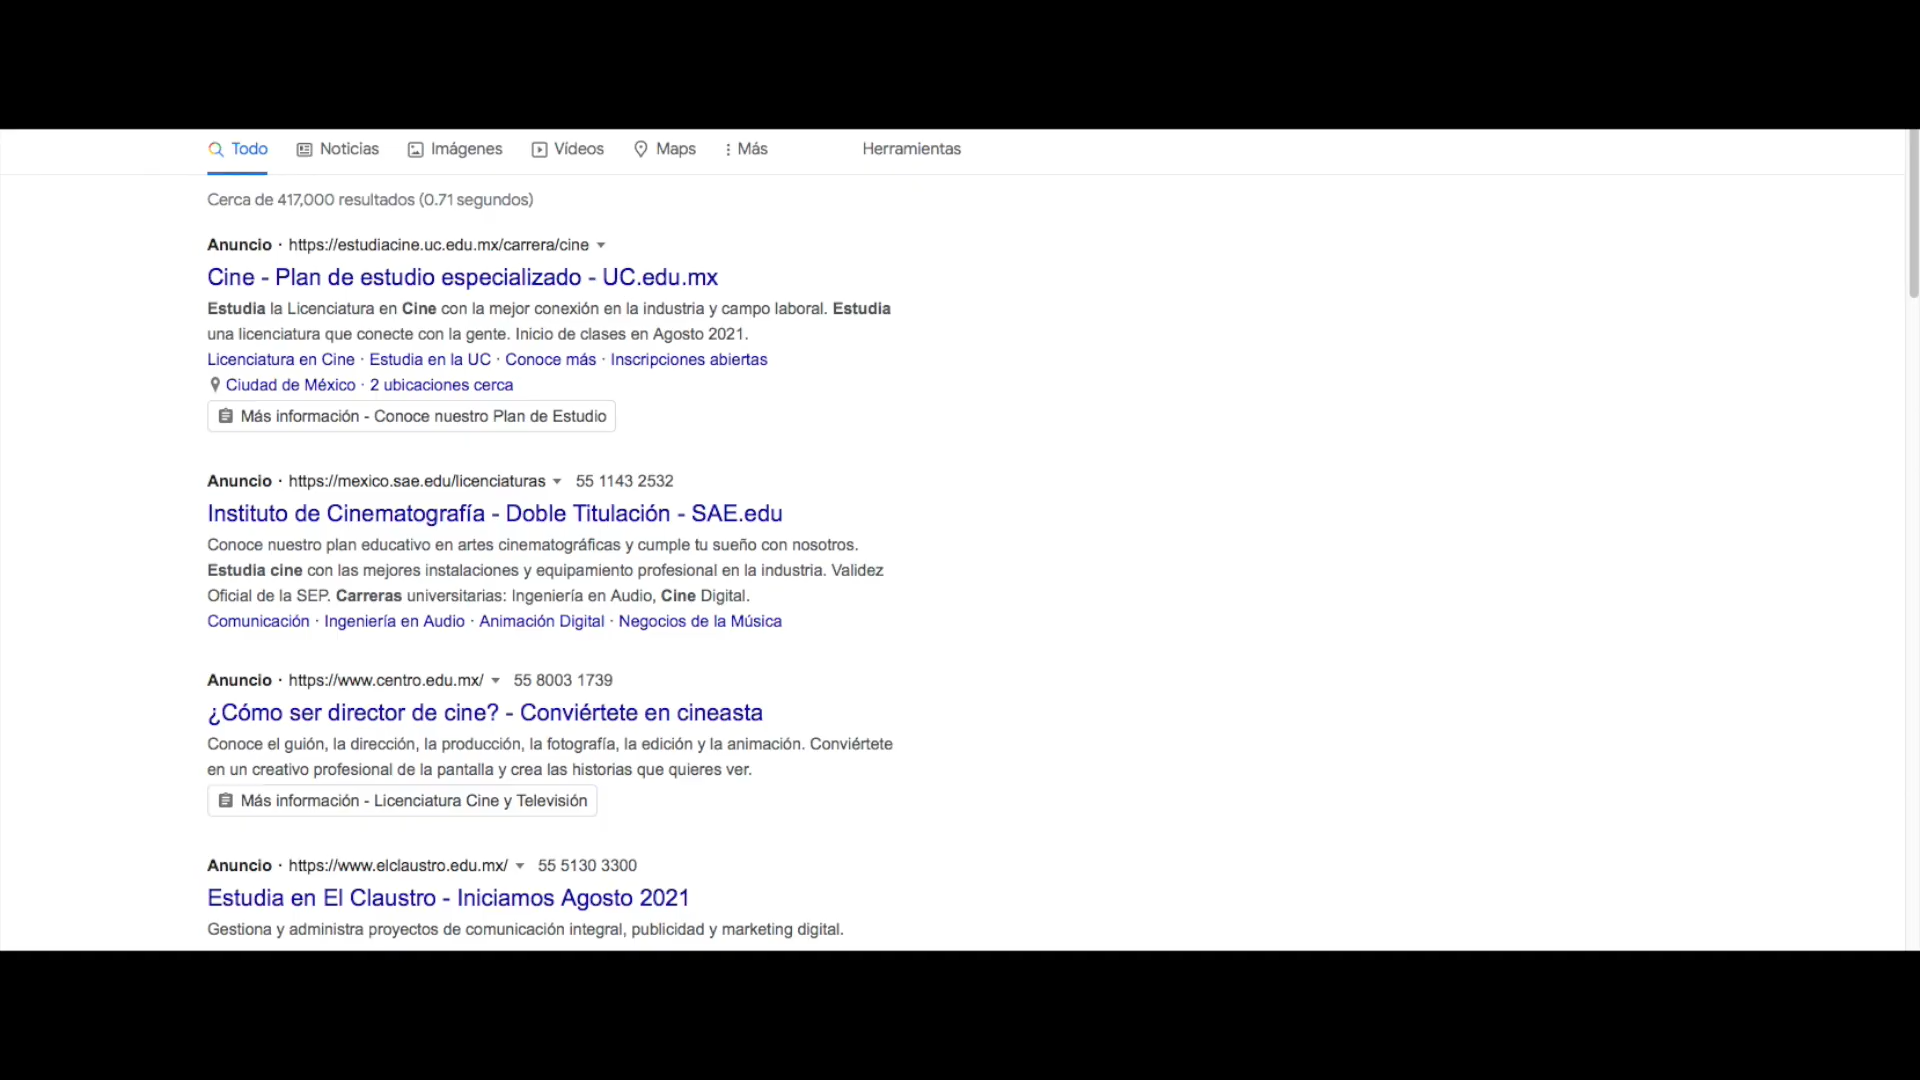 Todo Noticias Imágenes Vídeos Maps Más Herramientas
Cerca de 417,000 resultados (0.71 segundos)
Anuncio · https://estudiacine.uc.edu.mx/carrera/cine
Cine - Plan de estudio especializado - UC.edu.mx
Estudia la Licenciatura en Cine con la mejor conexión en la industria y campo laboral. Estudia
una licenciatura que conecte con la gente. Inicio de clases en Agosto 2021.
Licenciatura en Cine · Estudia en la UC · Conoce más · Inscripciones abiertas
Ciudad de México · 2 ubicaciones cerca
Más información - Conoce nuestro Plan de Estudio
Anuncio · https://mexico.sae.edu/licenciaturas 55 1143 2532
Instituto de Cinematografía - Doble Titulación - SAE.edu
Conoce nuestro plan educativo en artes cinematográficas y cumple tu sueño con nosotros.
Estudia cine con las mejores instalaciones y equipamiento profesional en la industria. Validez
Oficial de la SEP. Carreras universitarias: Ingeniería en Audio, Cine Digital.
Comunicación · Ingeniería en Audio · Animación Digital · Negocios de la Música
Anuncio · https://www.centro.edu.mx/ 55 8003 1739
¿Cómo ser director de cine? - Conviértete en cineasta
Conoce el guión, la dirección, la producción, la fotografía, la edición y la animación. Conviértete
en un creativo profesional de la pantalla y crea las historias que quieres ver.
Más información - Licenciatura Cine y Televisión
Anuncio · https://www.elclaustro.edu.mx/ 55 5130 3300
Estudia en El Claustro - Iniciamos Agosto 2021
Gestiona y administra proyectos de comunicación integral, publicidad y marketing digital.